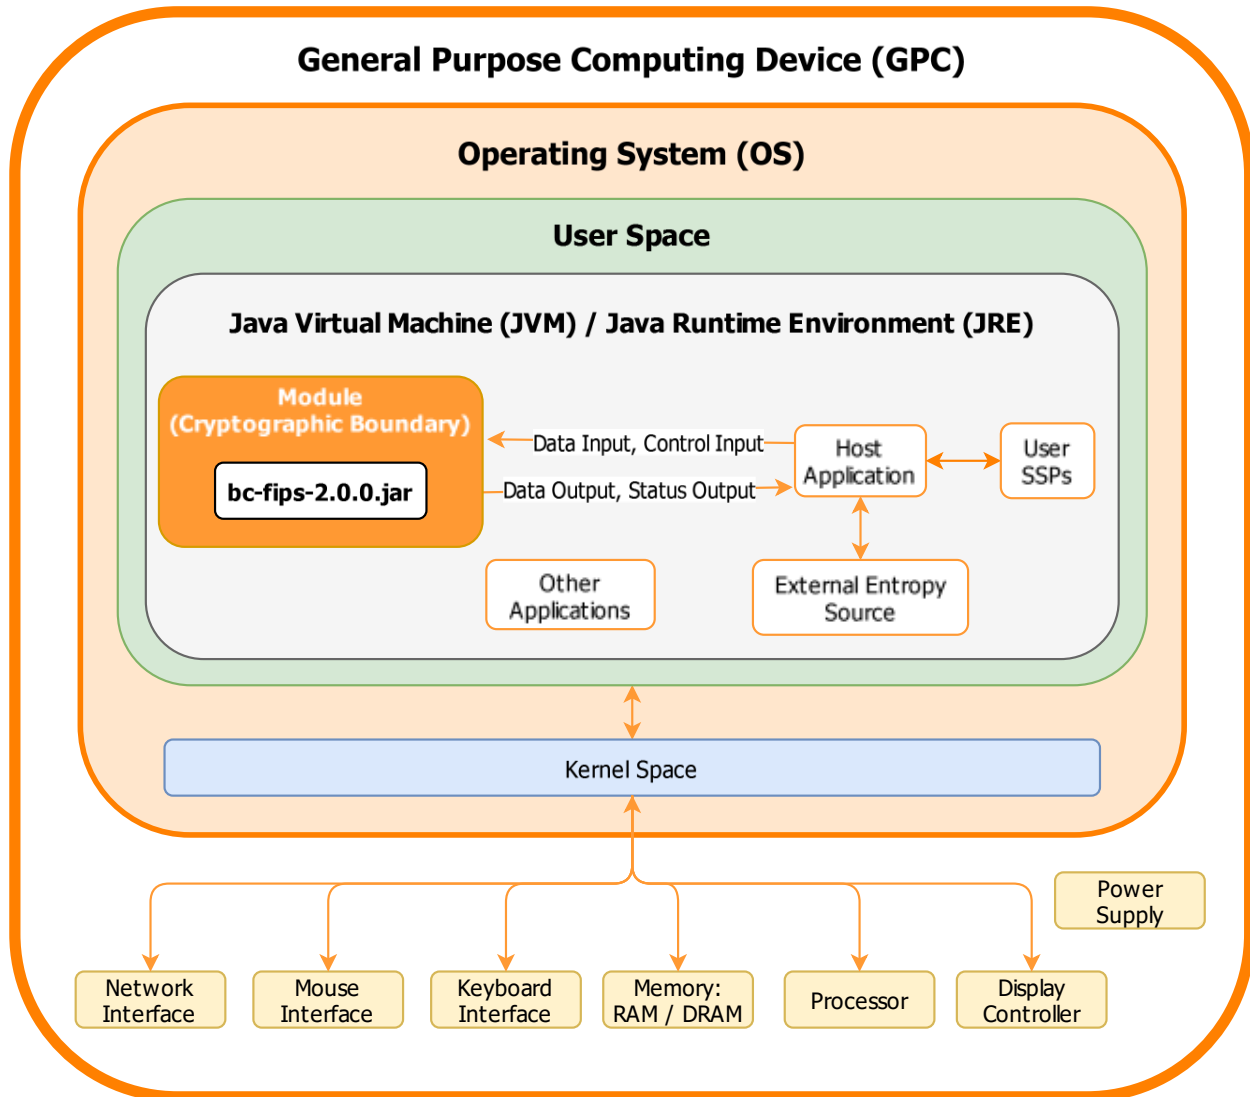 General Purpose Computing Device (GPC)
Operating System (OS)
User Space
Java Virtual Machine (JVM) / Java Runtime Environment (JRE)
Module
(Cryptographic Boundary)
bc-fips-2.0.0.jar
Data Input, Control Input
Data Output, Status Output
Host
Application
User
SSPs
Other
Applications
External Entropy
Source
Kernel Space
Power
Supply
Network
Interface
Mouse
Interface
Keyboard
Interface
Memory:
RAM / DRAM
Processor
Display
Controller